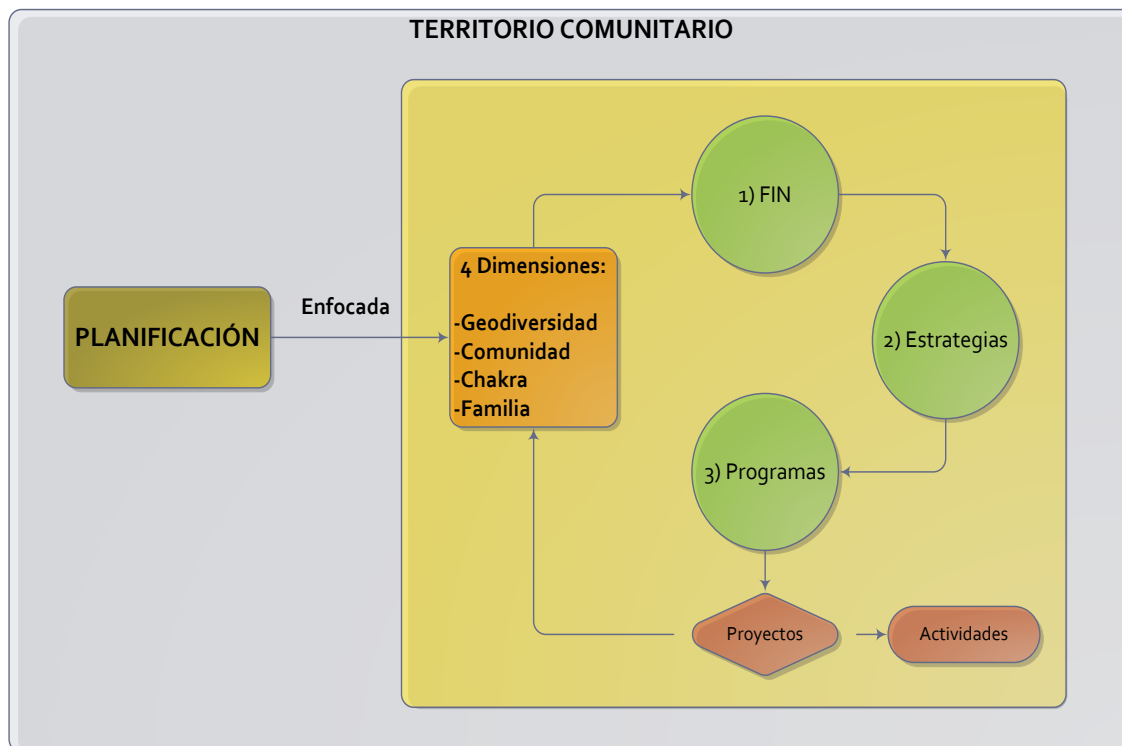 TERRITORIO COMUNITARIO
PLANIFICACIÓN
Enfocada
4 Dimensiones:
-Geodiversidad
-Comunidad
-Chakra
-Familia
1) FIN
2) Estrategias
3) Programas
Proyectos
Actividades